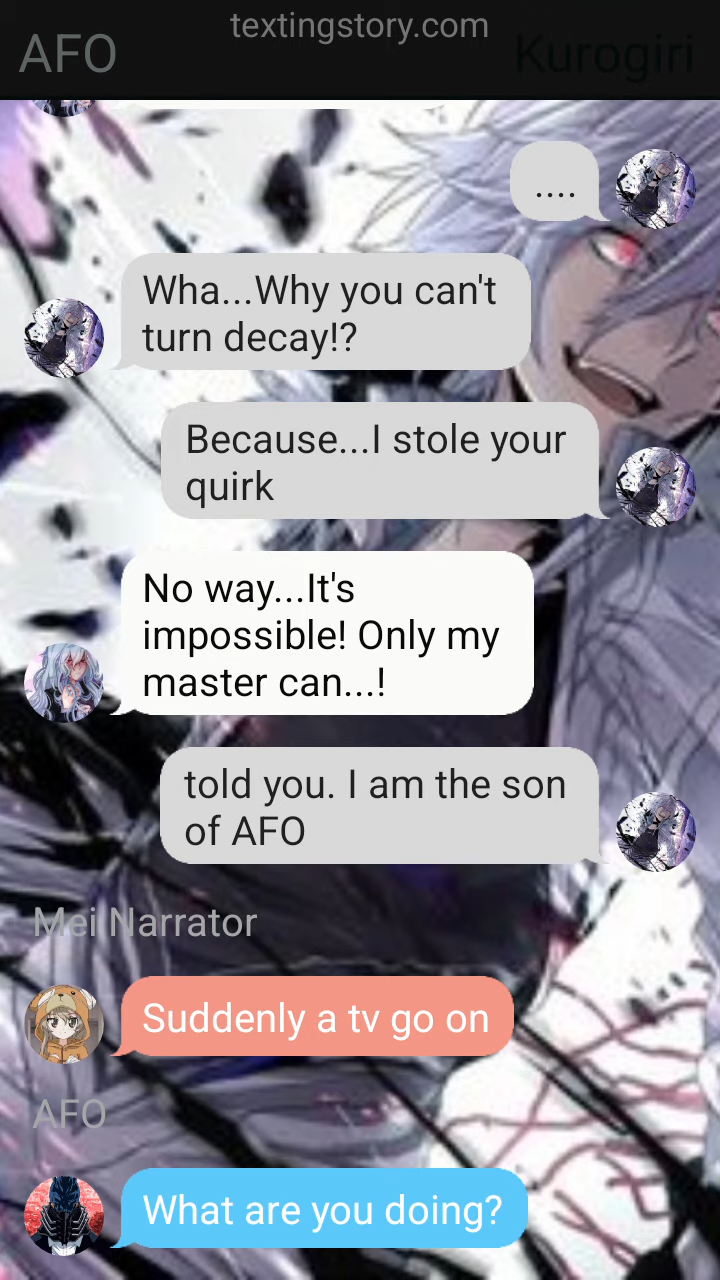 textingstory.com
AFO
Kurogiri
....
Wha...Why you can't
turn decay!?
Because...I stole your
quirk
No way...It's
impossible! Only my
master can...!
told you. I am the son
of AFO
Mei Narrator
Suddenly a tv go on
AFO
What are you doing?